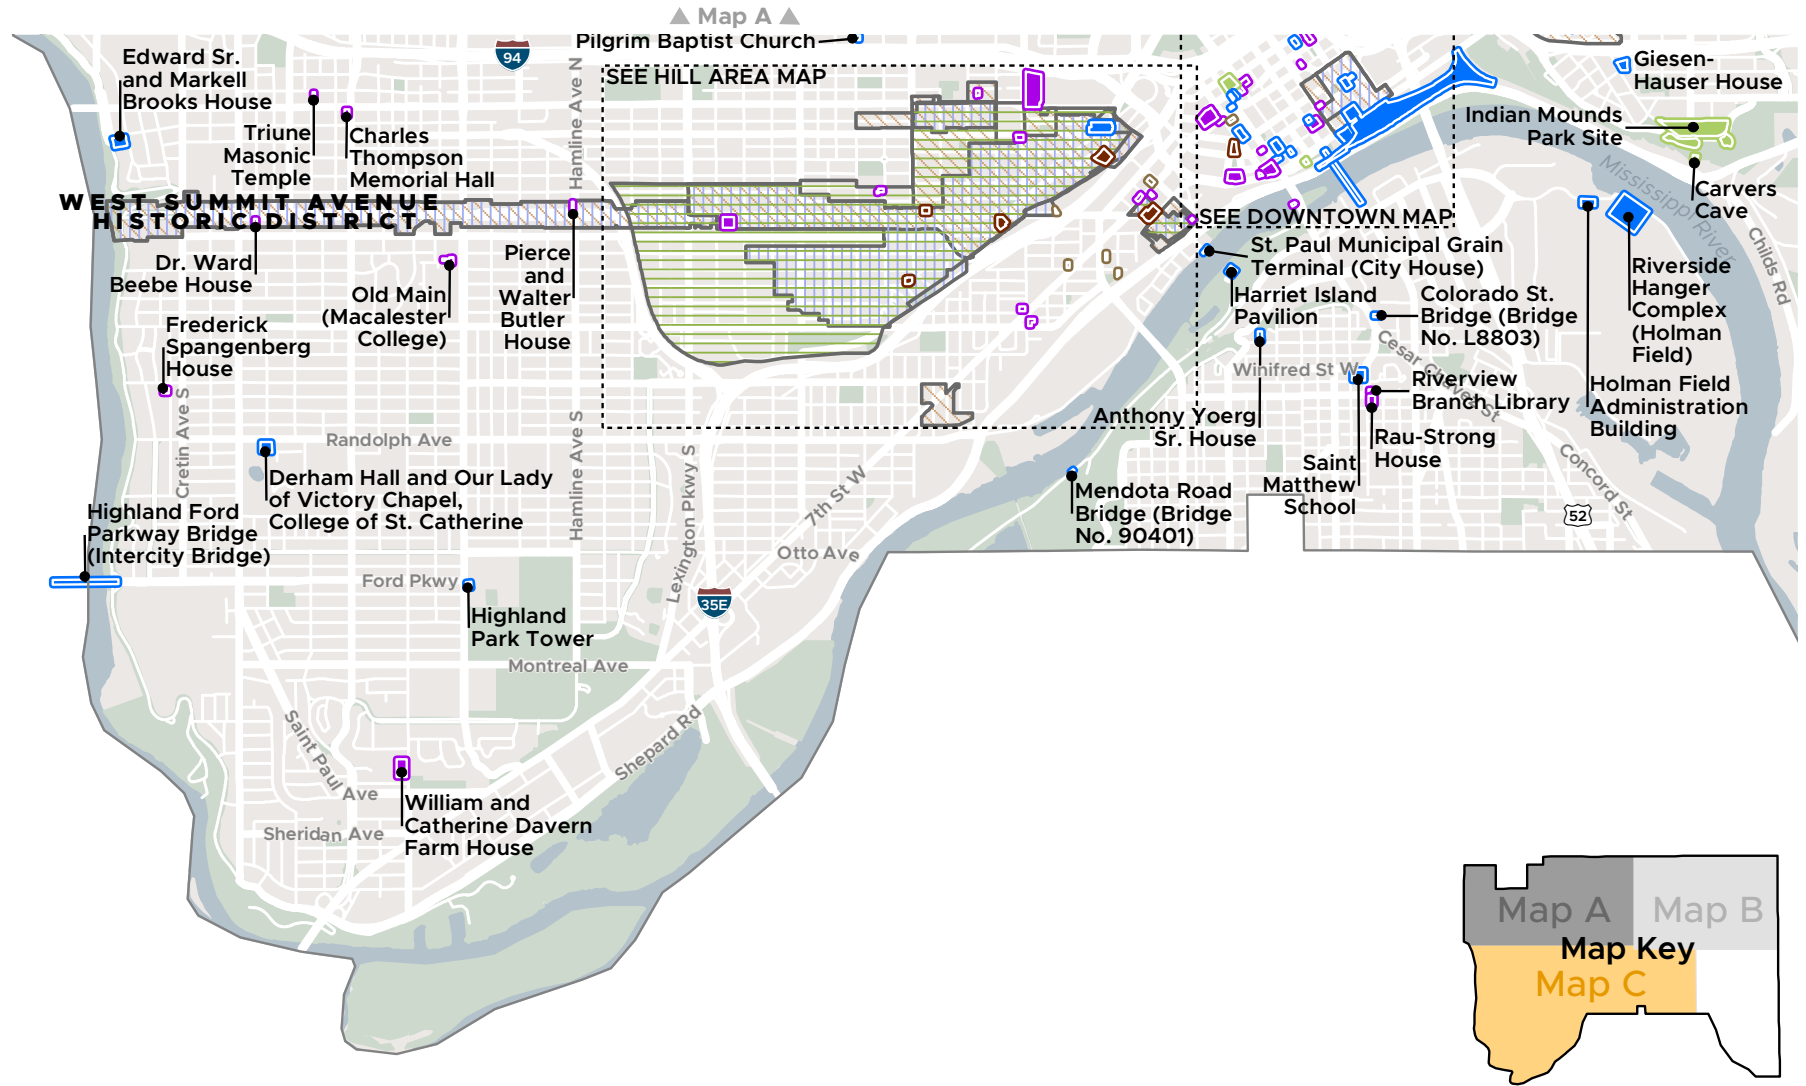 ▲ Map A ▲
Edward Sr.
and Markell
Brooks House
94
Pilgrim Baptist Church
SEE HILL AREA MAP
Hamline Ave N
Giesen-
Hauser House
Indian Mounds
Park Site
Triune
Masonic
Temple
Charles
Thompson
Memorial Hall
Mississippi River
Carvers
Cave
WEST SUMMIT AVENUE
HISTORIC DISTRICT
SEE DOWNTOWN MAP
Childs Rd
Dr. Ward
Beebe House
Old Main
(Macalester
College)
Pierce
and
Walter
Butler
House
St. Paul Municipal Grain
Terminal (City House)
Harriet Island
Pavilion
Colorado St.
Bridge (Bridge
No. L8803)
Riverside
Hanger
Complex
(Holman
Field)
Frederick
Spangenberg
House
Cesar Chavez St
Winifred St W
Riverview
Branch Library
Holman Field
Administration
Building
Anthony Yoerg
Sr. House
Rau-Strong
House
Cretin Ave S
Randolph Ave
Hamline Ave S
Lexington Pkwy S
7th St W
Saint
Matthew
School
Concord St
52
Derham Hall and Our Lady
of Victory Chapel,
College of St. Catherine
Mendota Road
Bridge (Bridge
No. 90401)
Highland Ford
Parkway Bridge
(Intercity Bridge)
Otto Ave
Ford Pkwy
35E
Highland
Park Tower
Montreal Ave
Saint Paul Ave
Shepard Rd
William and
Catherine Davern
Farm House
Sheridan Ave
Map A
Map B
Map Key
Map C